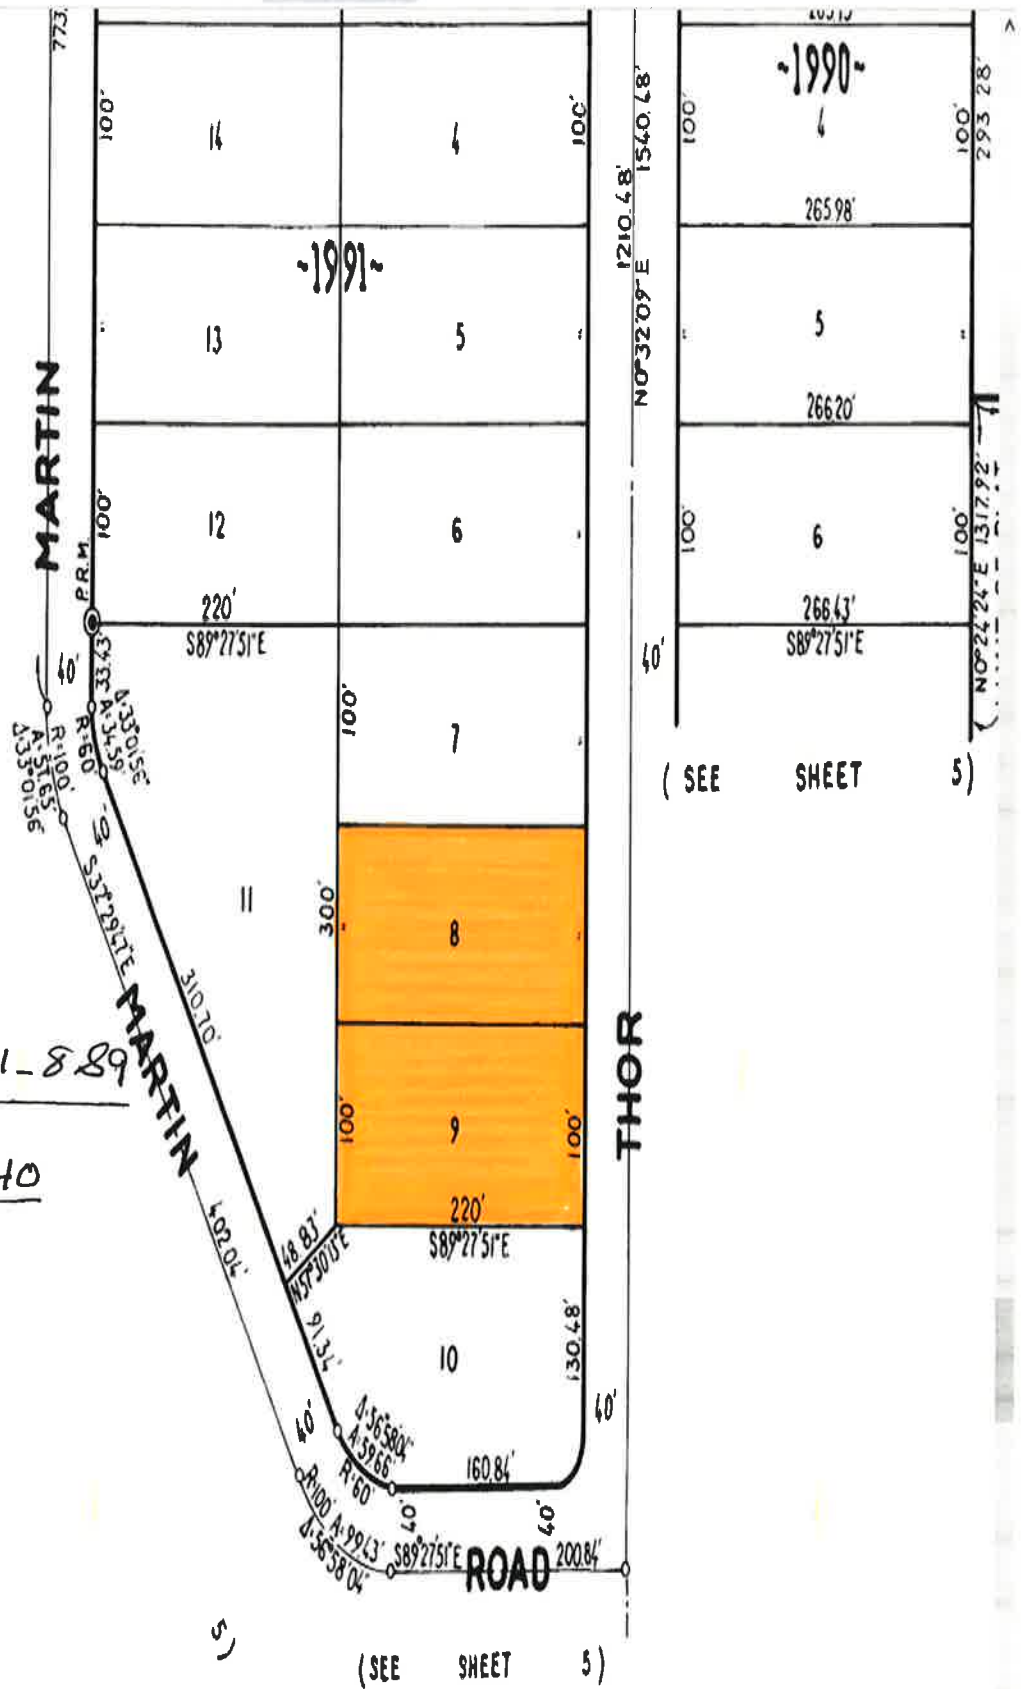 773.
100'
14
4
100'
~1991~
13
5
12
6
100'
MARTIN
P.R.M.
220'
S89°27'51"E
40'
33.43'
Δ=33°01'56"
A=34.59'
R=60'
R=100'
A=57.65'
Δ=33°01'56"
S32°29'47"E
310.70'
MARTIN
402.04'
11
300'
100'
7
8
9
100'
100'
220'
S89°27'51"E
48.83'
N57°30'13"E
91.34'
10
130.48'
40'
40'
Δ=56°58'04"
A=59.66'
R=60'
160.84'
40'
40'
R=100' A=99.43'
Δ=56°58'04"
S89°27'51"E
ROAD
200.84'
5)
(SEE SHEET 5)
1540.48'
1210.48'
N0°32'09"E
40'
THOR
~1990~
100'
4
100'
293.28'
265.98'
5
266.20'
100'
6
100'
266.43'
S89°27'51"E
N0°24'24"E 1317.92'
(SEE SHEET 5)
1-889
40